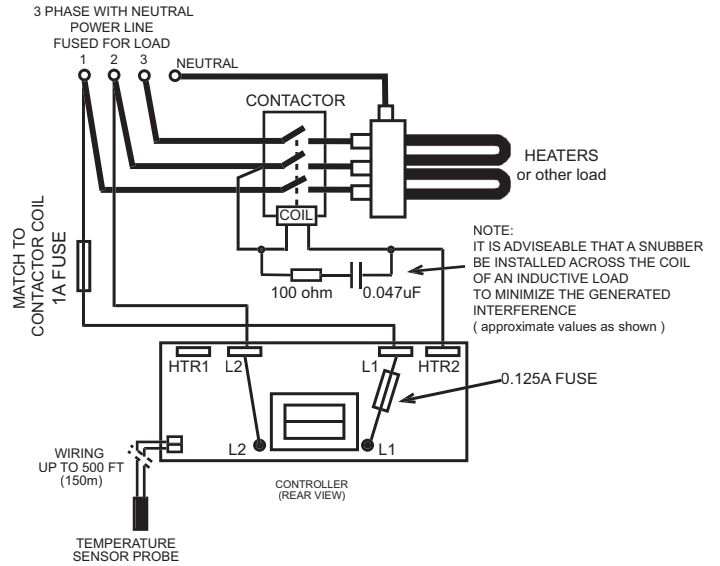 3 PHASE WITH NEUTRAL
POWER LINE
FUSED FOR LOAD
1 2 3
NEUTRAL
CONTACTOR
HEATERS
or other load
COIL
MATCH TO
CONTACTOR COIL
1A FUSE
100 ohm
0.047uF
NOTE:
IT IS ADVISEABLE THAT A SNUBBER
BE INSTALLED ACROSS THE COIL
OF AN INDUCTIVE LOAD
TO MINIMIZE THE GENERATED
INTERFERENCE
( approximate values as shown )
HTR1 L2 L1 HTR2
0.125A FUSE
L2 L1
WIRING
UP TO 500 FT
(150m)
CONTROLLER
(REAR VIEW)
TEMPERATURE
SENSOR PROBE